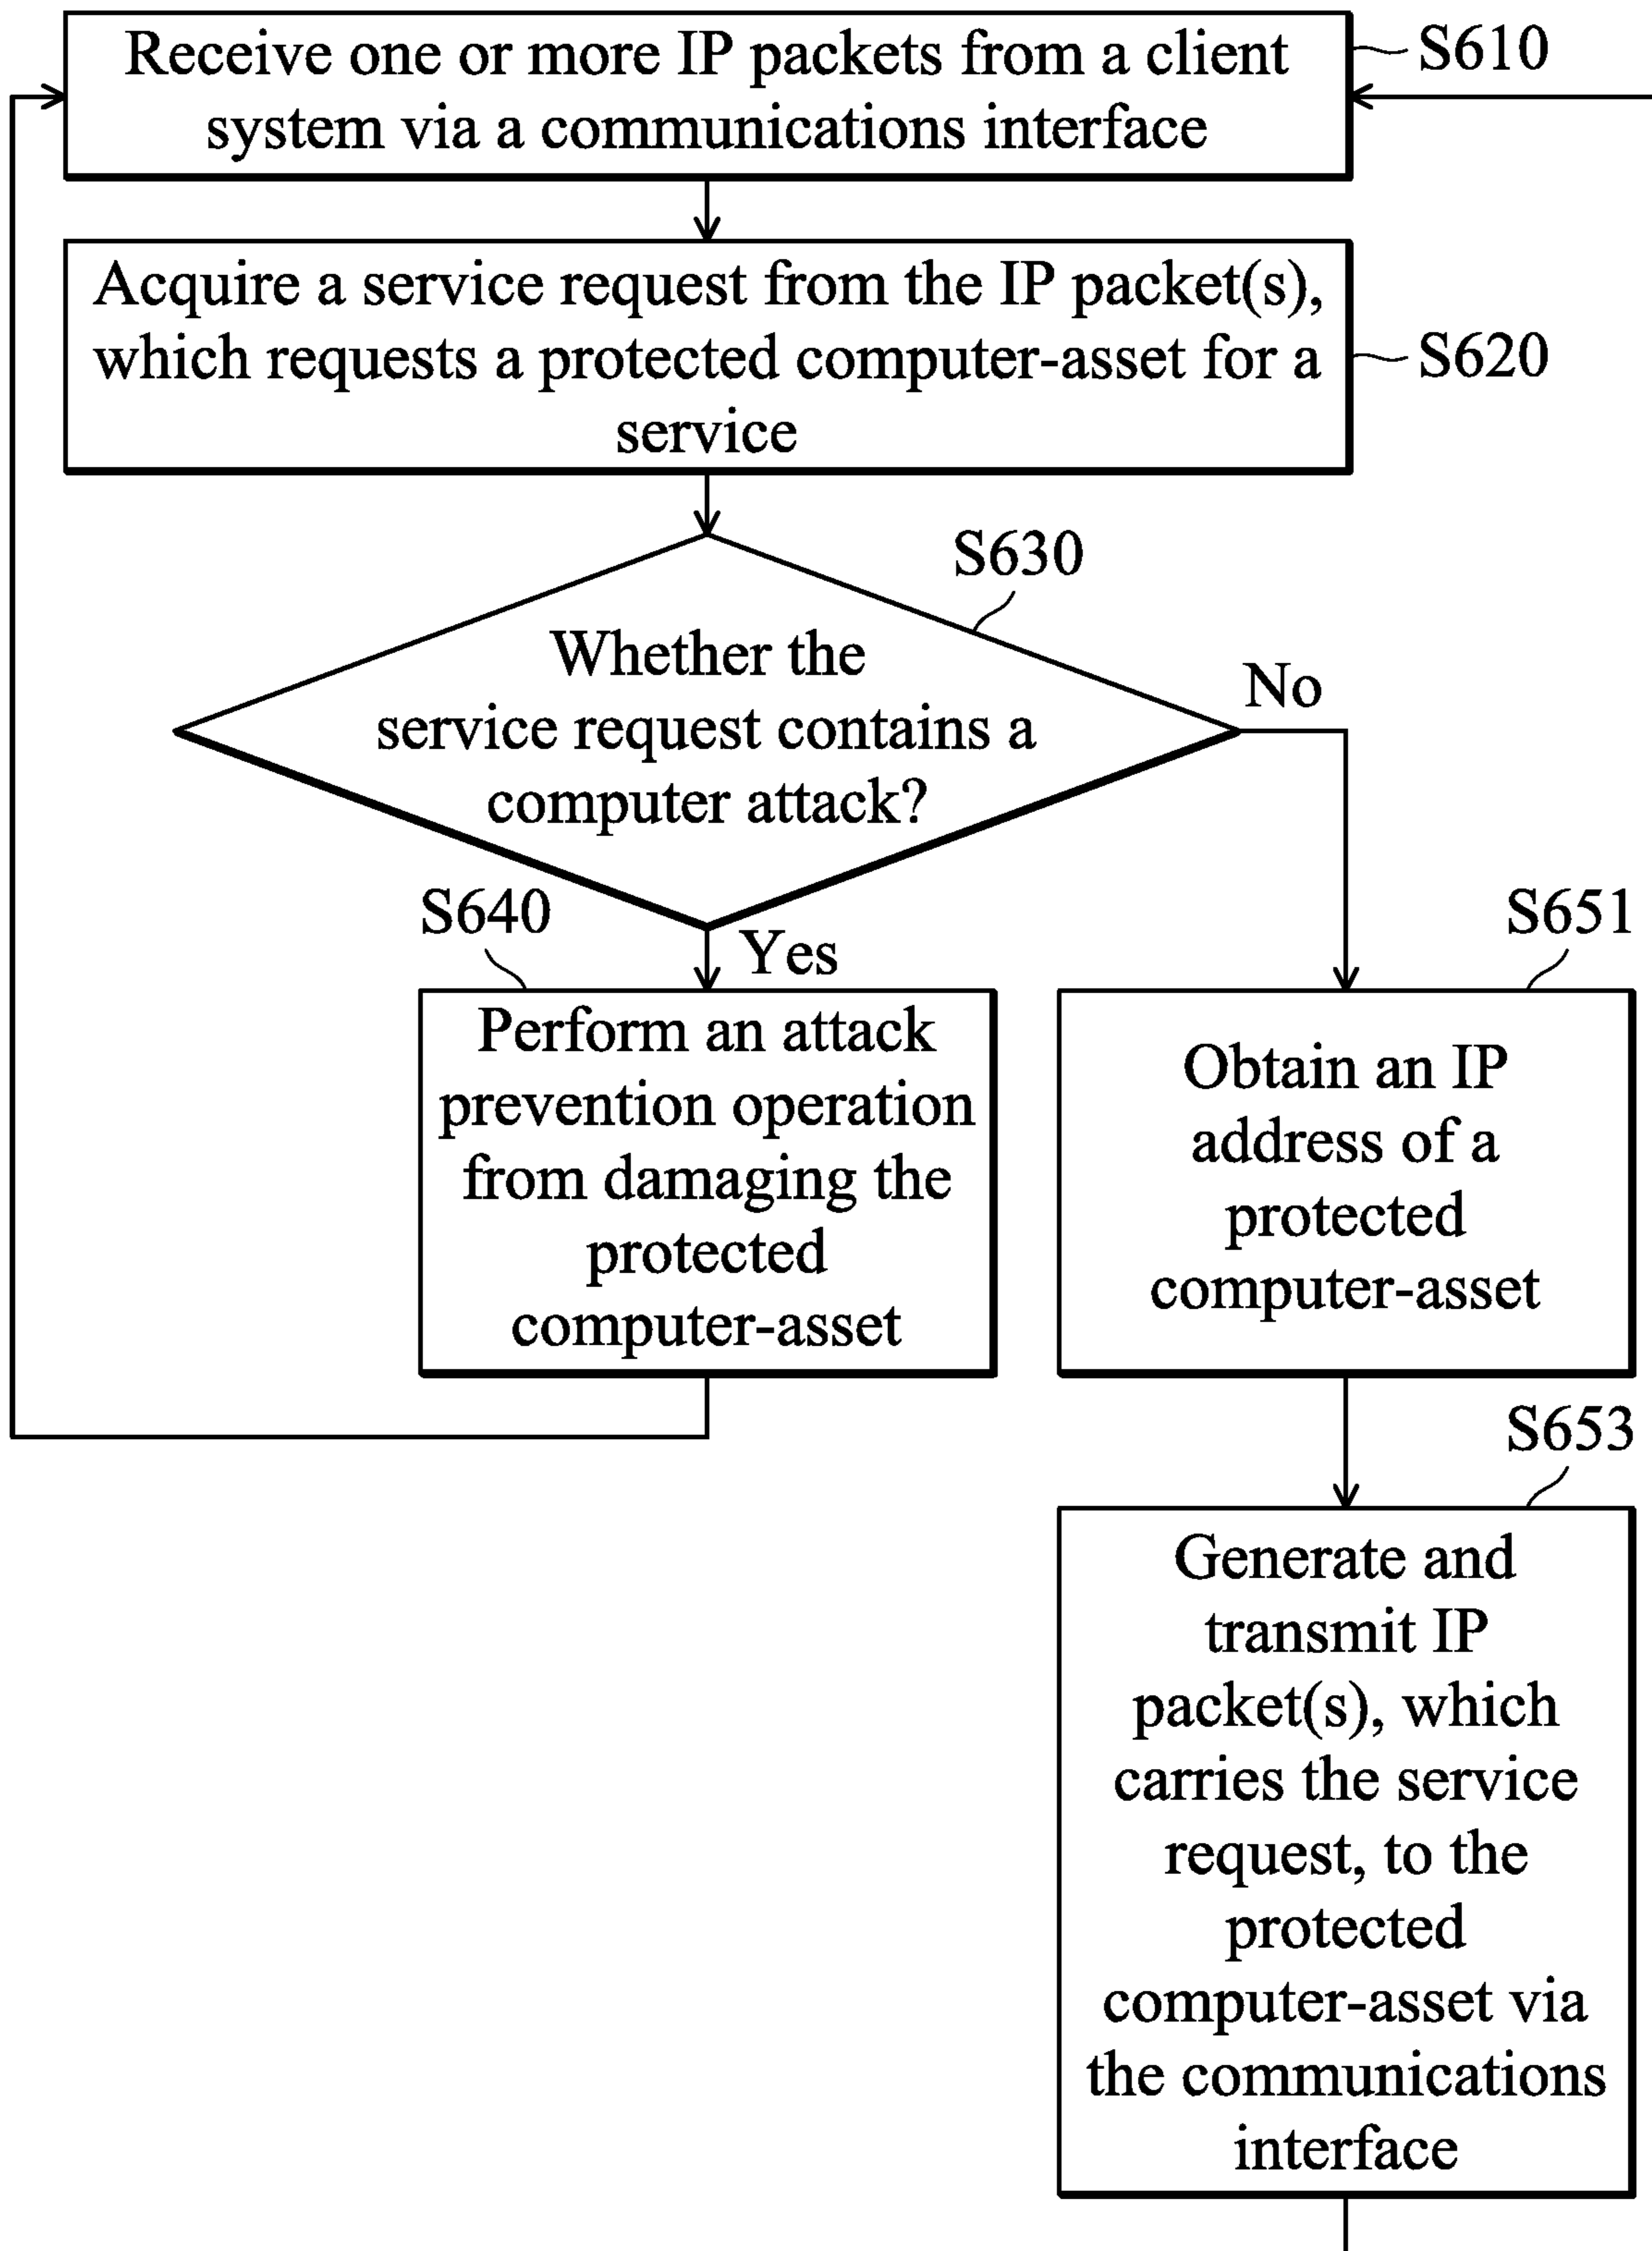 Receive one or more IP packets from a client
system via a communications interface
S610
Acquire a service request from the IP packet(s),
which requests a protected computer-asset for a
service
S620
S630
Whether the
service request contains a
computer attack?
No
Yes
S640
Perform an attack
prevention operation
from damaging the
protected
computer-asset
S651
Obtain an IP
address of a
protected
computer-asset
S653
Generate and
transmit IP
packet(s), which
carries the service
request, to the
protected
computer-asset via
the communications
interface